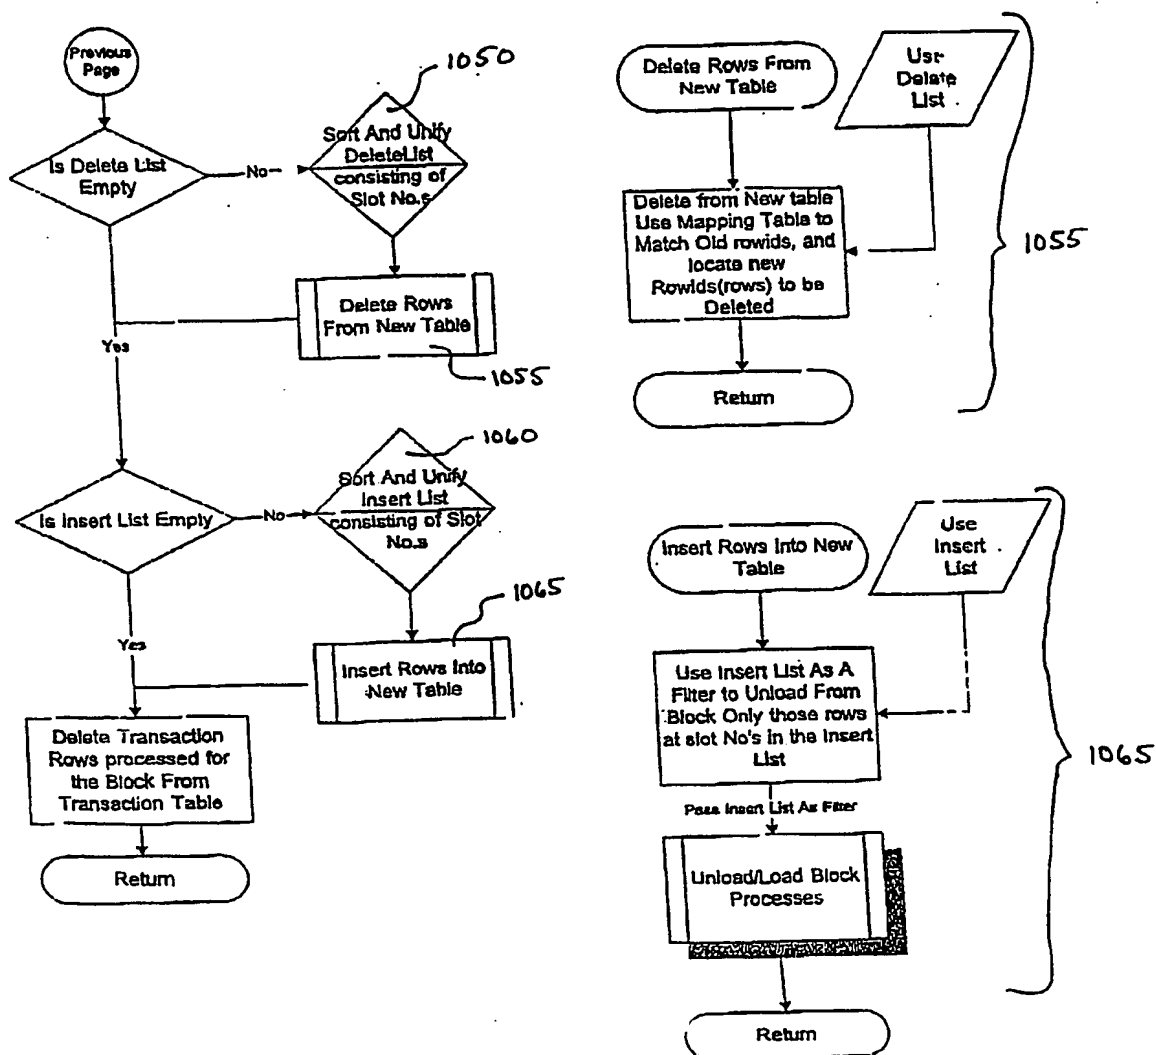 Previous
Page
1050
Is Delete List
Empty
No
Sort And Unify
DeleteList
consisting of
Slot No.s
Delete Rows
From New Table
1055
Yes
1060
Is Insert List Empty
No
Sort And Unify
Insert List
consisting of Slot
No.s
1065
Yes
Insert Rows Into
New Table
Delete Transaction
Rows processed for
the Block From
Transaction Table
Return
Delete Rows From
New Table
Use
Delete
List
Delete from New table
Use Mapping Table to
Match Old rowids, and
locate new
Rowids(rows) to be
Deleted
1055
Return
Insert Rows Into New
Table
Use
Insert
List
Use Insert List As A
Filter to Unload From
Block Only those rows
at slot No's in the Insert
List
1065
Pass Insert List As Filter
Unload/Load Block
Processes
Return